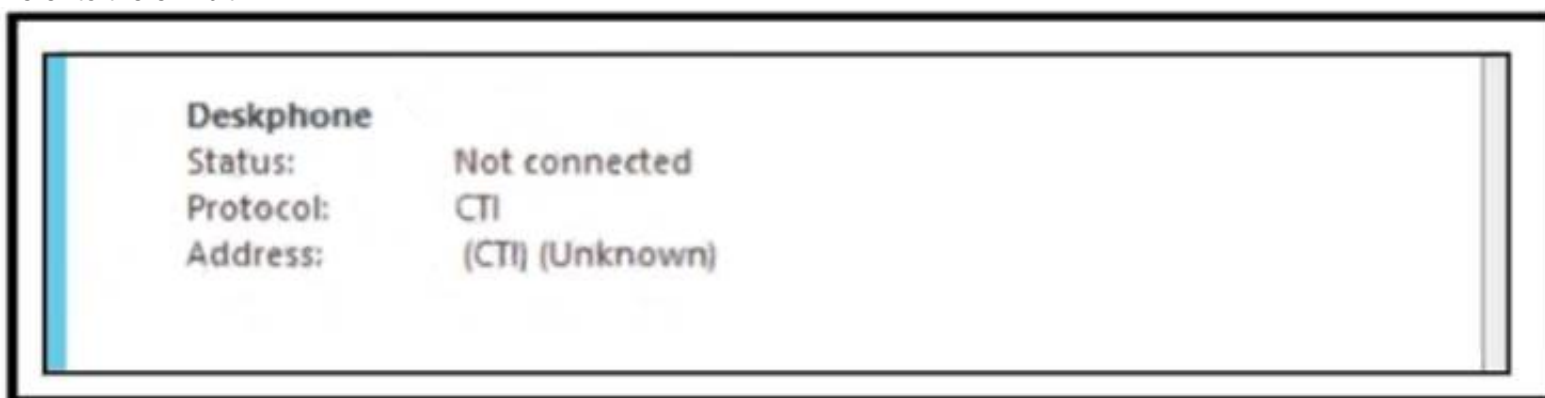 Deskphone
Status: Not connected
Protocol: CTI
Address: (CTI) (Unknown)